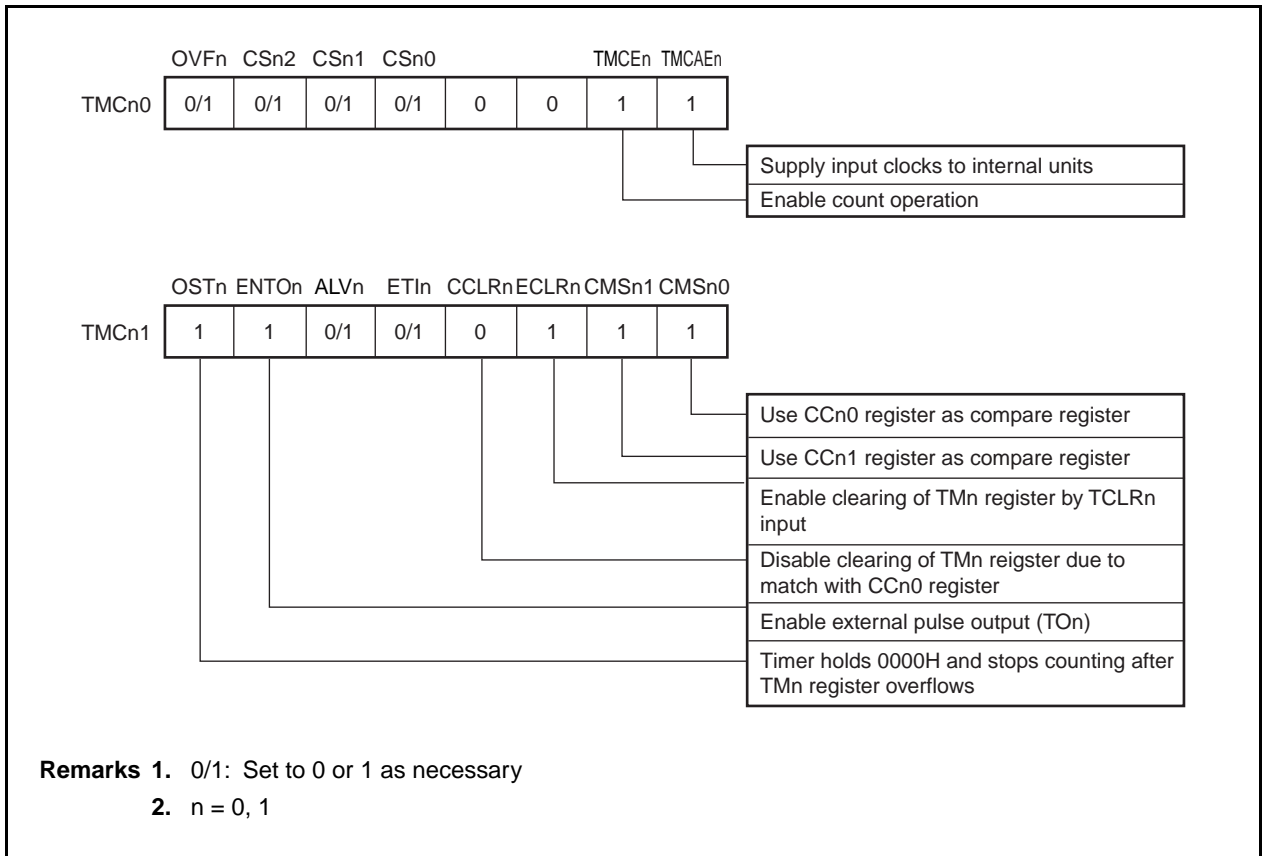 OVFn CSn2 CSn1 CSn0 TMCEn TMCAEn
TMCn0 0/1 0/1 0/1 0/1 0 0 1 1
Supply input clocks to internal units
Enable count operation
OSTn ENTOn ALVn ETIn CCLRn ECLRn CMSn1 CMSn0
TMCn1 1 1 0/1 0/1 0 1 1 1
Use CCn0 register as compare register
Use CCn1 register as compare register
Enable clearing of TMn register by TCLRn
input
Disable clearing of TMn reigster due to
match with CCn0 register
Enable external pulse output (TOn)
Timer holds 0000H and stops counting after
TMn register overflows
Remarks 1. 0/1: Set to 0 or 1 as necessary
2. n = 0, 1